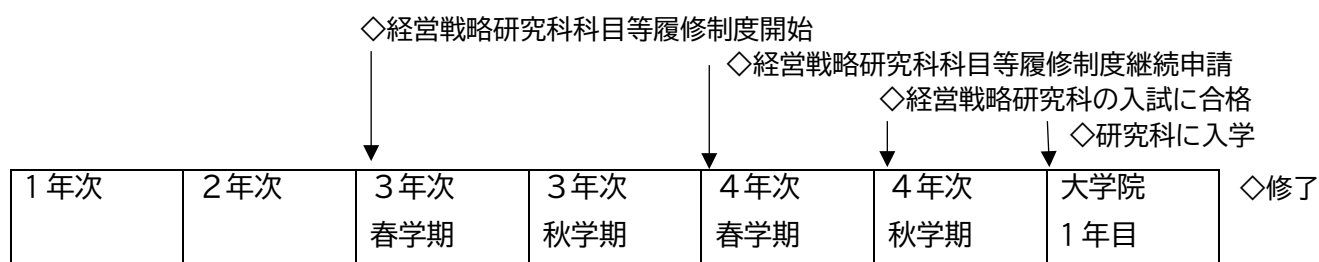 ◇経営戦略研究科科目等履修制度開始
◇経営戦略研究科科目等履修制度継続申請
◇経営戦略研究科の入試に合格
◇研究科に入学
１年次 ２年次 ３年次 ３年次 ４年次 ４年次 大学院 ◇修了
春学期 秋学期 春学期 秋学期 １年目